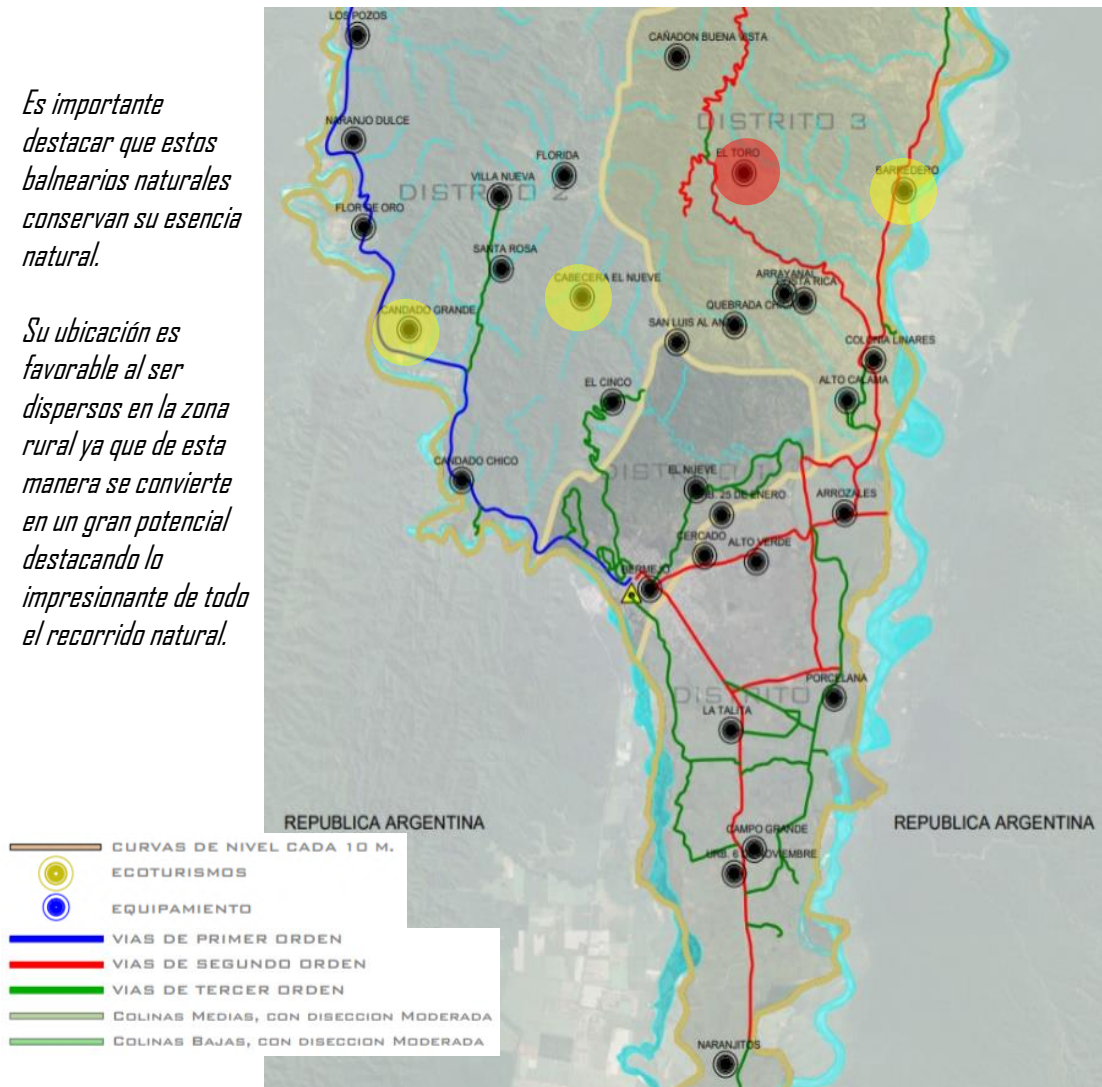 Es importante
destacar que estos
balnearios naturales
conservan su esencia
natural.
Su ubicación es
favorable al ser
dispersos en la zona
rural ya que de esta
manera se convierte
en un gran potencial
destacando lo
impresionante de todo
el recorrido natural.
LOS POZOS
CAÑADON BUENA VISTA
NARANJO DULCE
DISTRITO 3
FLORIDA
EL TORO
BARREDERO
VILLA NUEVA
DISTRITO 2
FLOR DE ORO
SANTA ROSA
CABECERA EL NUEVE
ARRAYANAL
COSTA RICA
CANDADO GRANDE
QUEBRADA CHICA
SAN LUIS AL
COLONIA LINARES
EL CINCO
ALTO CALAMA
CANDADO CHICO
DISTRITO
EL NUEVE
B. 25 DE ENERO
ARROZALES
CERCADO
ALTO VERDE
BERMEJO
PORCELANA
DISTRITO
LA TALITA
REPUBLICA ARGENTINA
REPUBLICA ARGENTINA
CAMPO GRANDE
URB. 6 DE NOVIEMBRE
NARANJITOS
CURVAS DE NIVEL CADA 10 M.
ECOTURISMOS
EQUIPAMIENTO
VIAS DE PRIMER ORDEN
VIAS DE SEGUNDO ORDEN
VIAS DE TERCER ORDEN
COLINAS MEDIAS, CON DISECCION MODERADA
COLINAS BAJAS, CON DISECCION MODERADA